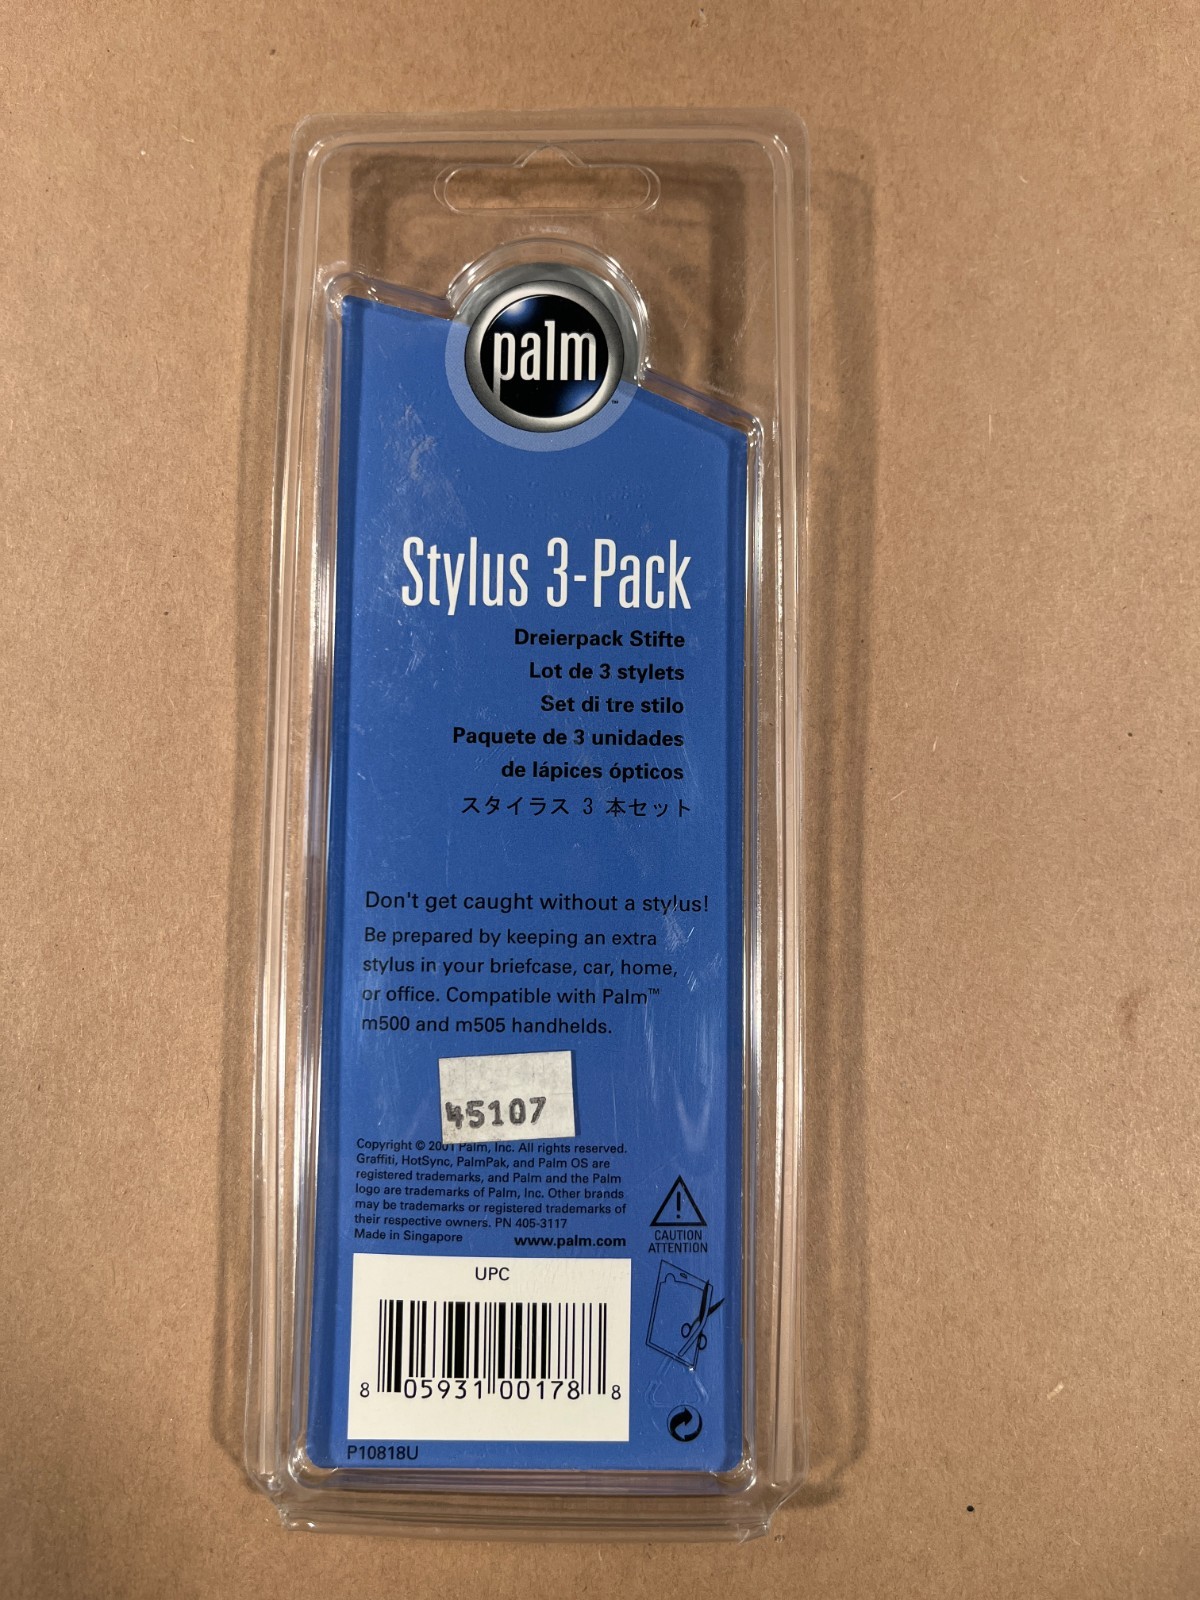 palm
™
Stylus 3-Pack
Dreierpack Stifte
Lot de 3 stylets
Set di tre stilo
Paquete de 3 unidades
de lápices ópticos
スタイラス 3 本セット
Don't get caught without a stylus!
Be prepared by keeping an extra
stylus in your briefcase, car, home,
or office. Compatible with Palm™
m500 and m505 handhelds.
45107
Copyright © 2001 Palm, Inc. All rights reserved.
Graffiti, HotSync, PalmPak, and Palm OS are
registered trademarks, and Palm and the Palm
logo are trademarks of Palm, Inc. Other brands
may be trademarks or registered trademarks of
their respective owners. PN 405-3117
Made in Singapore www.palm.com
CAUTION
ATTENTION
UPC
8 05931 00178 8
P10818U